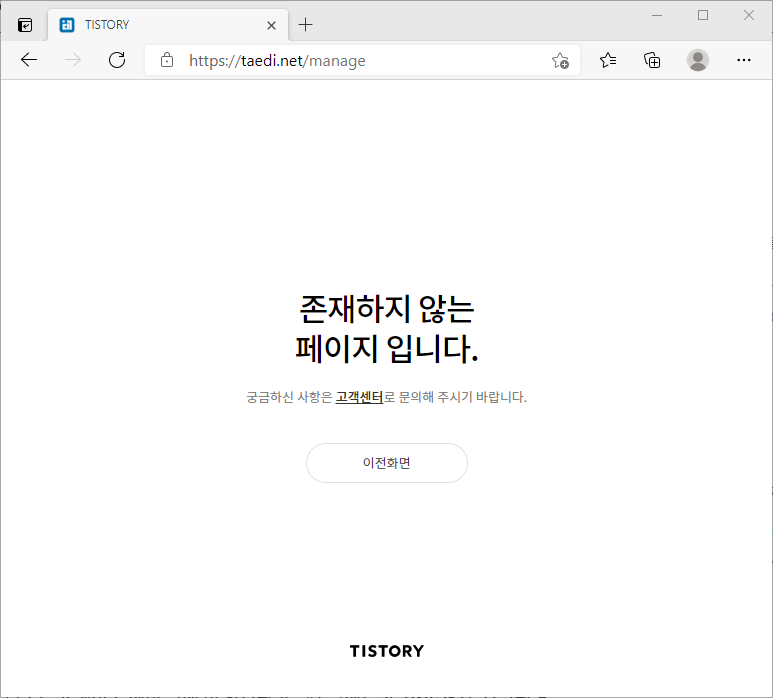 TISTORY
https://taedi.net/manage
존재하지 않는
페이지 입니다.
궁금하신 사항은 고객센터로 문의해 주시기 바랍니다.
이전화면
TISTORY